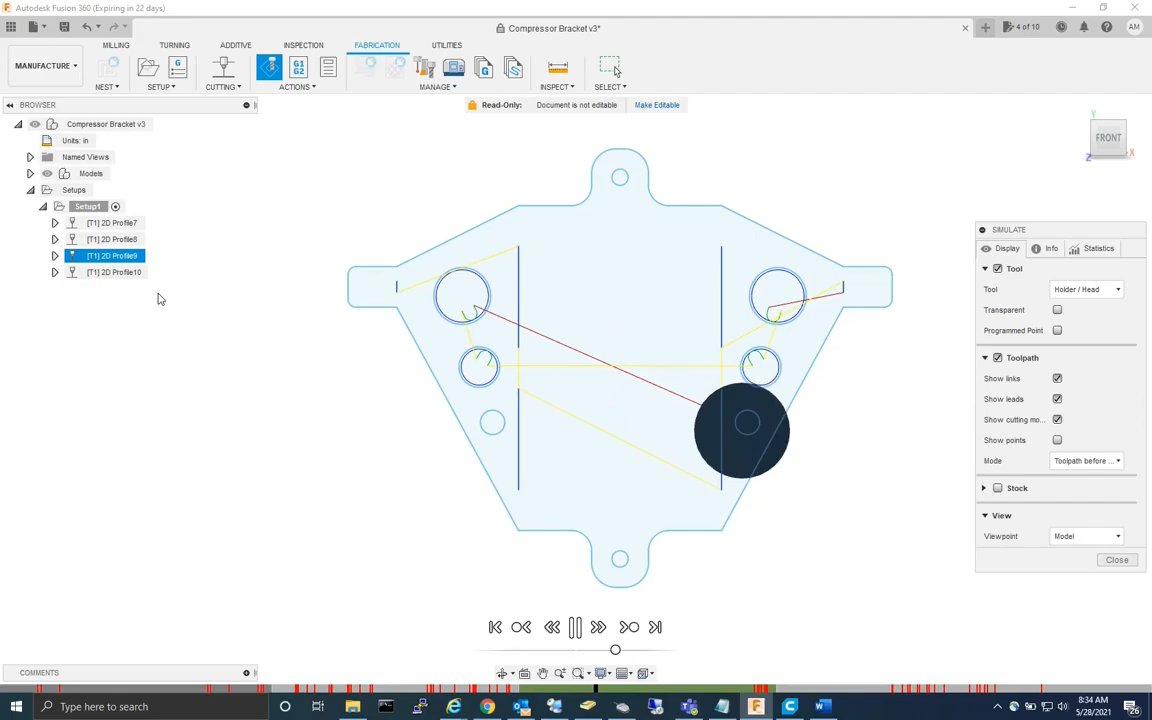 Autodesk Fusion 360 (Expiring in 22 days)
Compressor Bracket v3*
4 of 10
AM
MANUFACTURE
MILLING
TURNING
ADDITIVE
INSPECTION
FABRICATION
UTILITIES
NEST
SETUP
CUTTING
ACTIONS
MANAGE
INSPECT
SELECT
G
G1
G2
G
BROWSER
Read-Only:
Document is not editable
Make Editable
Compressor Bracket v3
Units: in
Named Views
Models
Setups
Setup1
[T1] 2D Profile7
[T1] 2D Profile8
[T1] 2D Profile9
[T1] 2D Profile10
Y
FRONT
X
Z
SIMULATE
Display
Info
Statistics
Tool
Tool
Holder / Head
Transparent
Programmed Point
Toolpath
Show links
Show leads
Show cutting mo...
Show points
Mode
Toolpath before ...
Stock
View
Viewpoint
Model
Close
COMMENTS
Type here to search
8:34 AM
5/28/2021
26